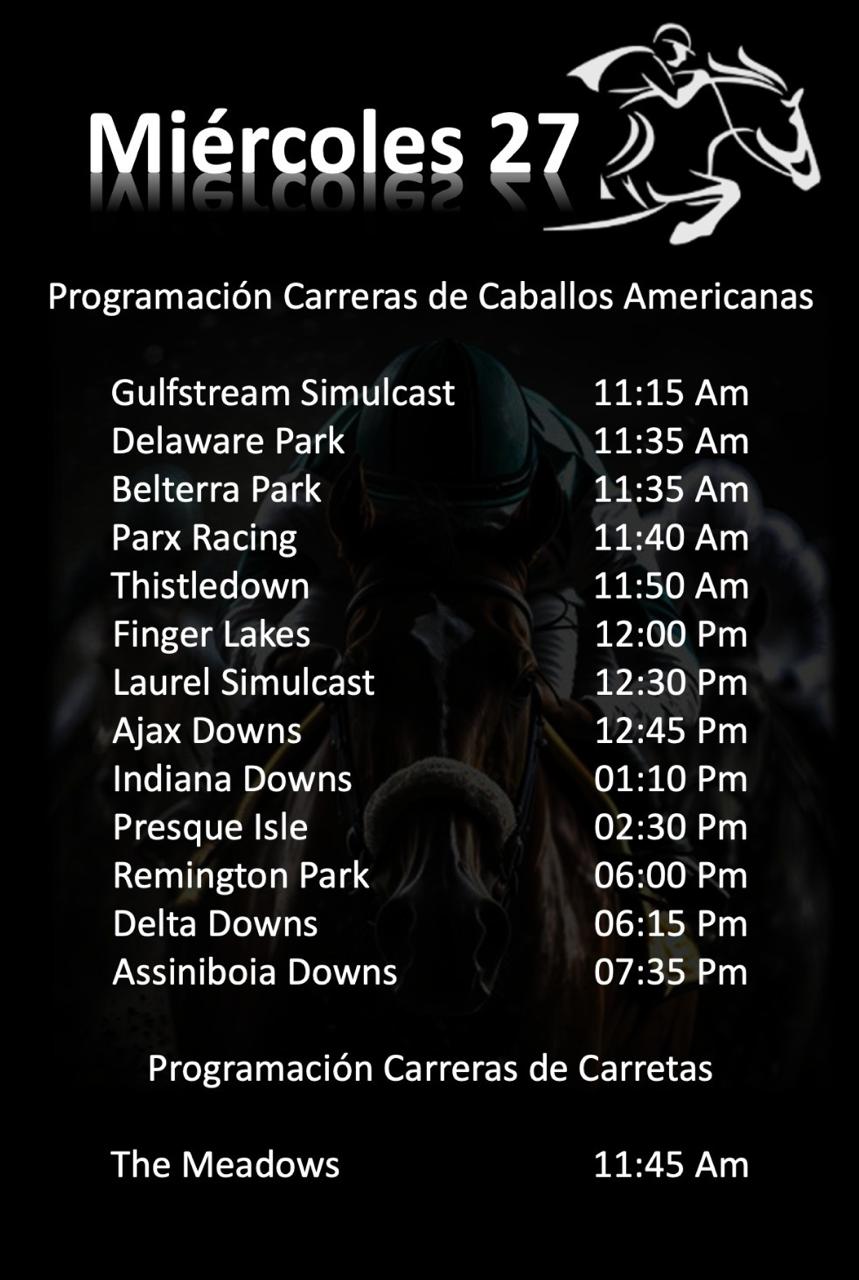 Miércoles 27
Programación Carreras de Caballos Americanas
Gulfstream Simulcast 11:15 Am
Delaware Park 11:35 Am
Belterra Park 11:35 Am
Parx Racing 11:40 Am
Thistledown 11:50 Am
Finger Lakes 12:00 Pm
Laurel Simulcast 12:30 Pm
Ajax Downs 12:45 Pm
Indiana Downs 01:10 Pm
Presque Isle 02:30 Pm
Remington Park 06:00 Pm
Delta Downs 06:15 Pm
Assiniboia Downs 07:35 Pm
Programación Carreras de Carretas
The Meadows 11:45 Am